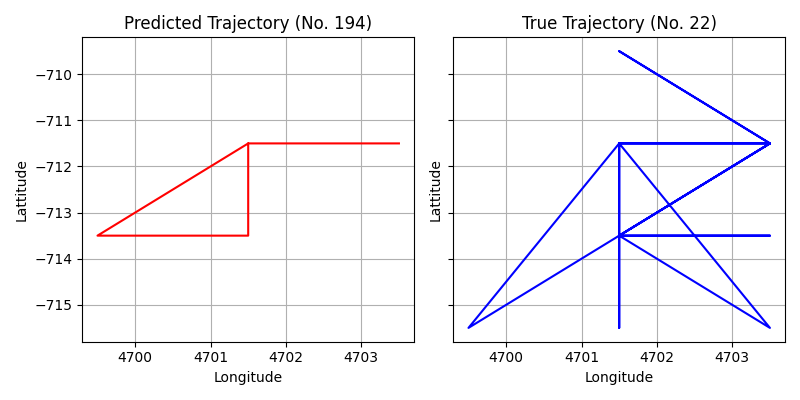 Predicted Trajectory (No. 194)
True Trajectory (No. 22)
−710
−711
−712
−713
−714
−715
Lattitude
Lattitude
4700
4701
4702
4703
4700
4701
4702
4703
Longitude
Longitude